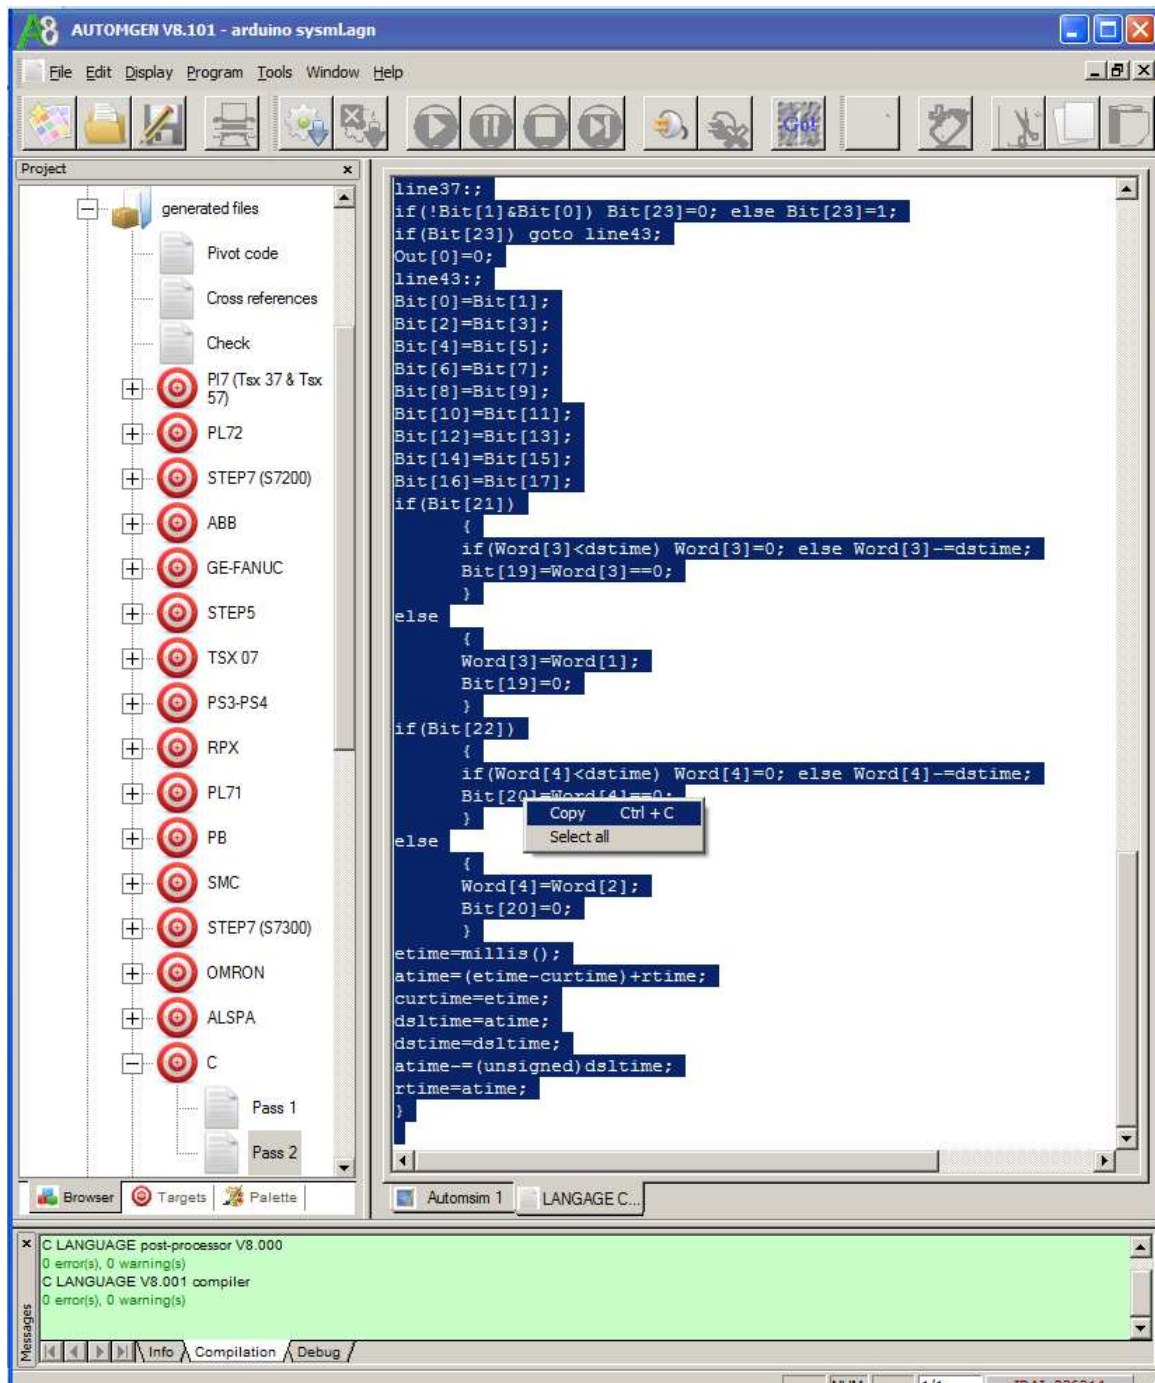 AUTOMGEN V8.101 - arduino sysml.agn
File Edit Display Program Tools Window Help
Go!
Project
generated files
Pivot code
Cross references
Check
Pl7 (Tsx 37 & Tsx
57)
PL72
STEP7 (S7200)
ABB
GE-FANUC
STEP5
TSX 07
PS3-PS4
RPX
PL71
PB
SMC
STEP7 (S7300)
OMRON
ALSPA
C
Pass 1
Pass 2
Browser Targets Palette
line37:;
if(!Bit[1]&Bit[0]) Bit[23]=0; else Bit[23]=1;
if(Bit[23]) goto line43;
Out[0]=0;
line43:;
Bit[0]=Bit[1];
Bit[2]=Bit[3];
Bit[4]=Bit[5];
Bit[6]=Bit[7];
Bit[8]=Bit[9];
Bit[10]=Bit[11];
Bit[12]=Bit[13];
Bit[14]=Bit[15];
Bit[16]=Bit[17];
if(Bit[21])
{
if(Word[3]<dstime) Word[3]=0; else Word[3]-=dstime;
Bit[19]=Word[3]==0;
}
else
{
Word[3]=Word[1];
Bit[19]=0;
}
if(Bit[22])
{
if(Word[4]<dstime) Word[4]=0; else Word[4]-=dstime;
Bit[20]=Word[4]==0;
}
Copy Ctrl + C
Select all
else
{
Word[4]=Word[2];
Bit[20]=0;
}
etime=millis();
atime=(etime-curtime)+rtime;
curtime=etime;
dsltime=atime;
dstime=dsltime;
atime-=(unsigned)dsltime;
rtime=atime;
}
Automsim 1 LANGAGE C...
C LANGUAGE post-processor V8.000
0 error(s), 0 warning(s)
C LANGUAGE V8.001 compiler
0 error(s), 0 warning(s)
Messages
Info Compilation Debug